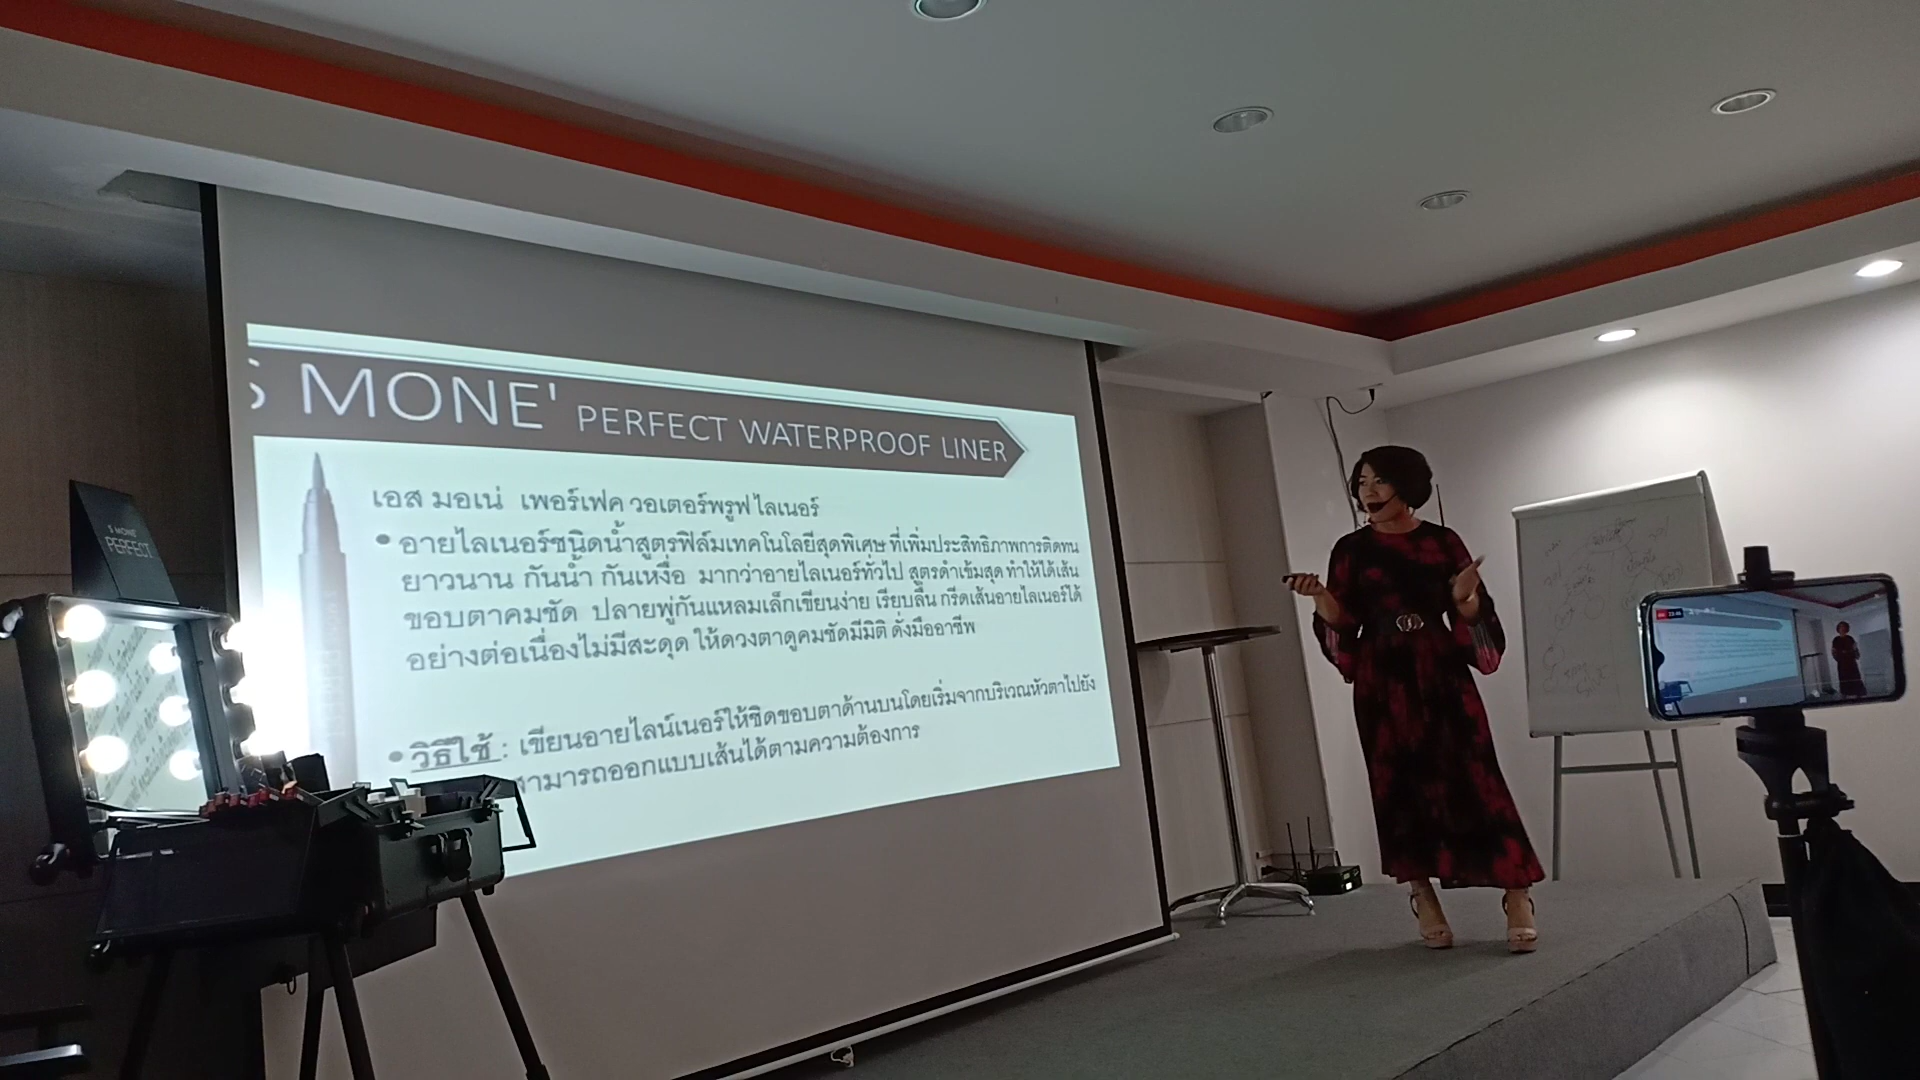 S MONE' PERFECT WATERPROOF LINER
เอส มอเน่ เพอร์เฟค วอเตอร์พรูฟ ไลเนอร์
• อายไลเนอร์ชนิดน้ำสูตรฟิล์มเทคโนโลยีสุดพิเศษ ที่เพิ่มประสิทธิภาพการติดทน
ยาวนาน กันน้ำ กันเหงื่อ มากว่าอายไลเนอร์ทั่วไป สูตรดำเข้มสุด ทำให้ได้เส้น
ขอบตาคมชัด ปลายพู่กันแหลมเล็กเขียนง่าย เรียบลื่น กรีดเส้นอายไลเนอร์ได้
อย่างต่อเนื่องไม่มีสะดุด ให้ดวงตาดูคมชัดมีมิติ ดั่งมืออาชีพ
• วิธีใช้ : เขียนอายไลน์เนอร์ให้ชิดขอบตาด้านบนโดยเริ่มจากบริเวณหัวตาไปยัง
สามารถออกแบบเส้นได้ตามความต้องการ
S MONE'
PERFECT